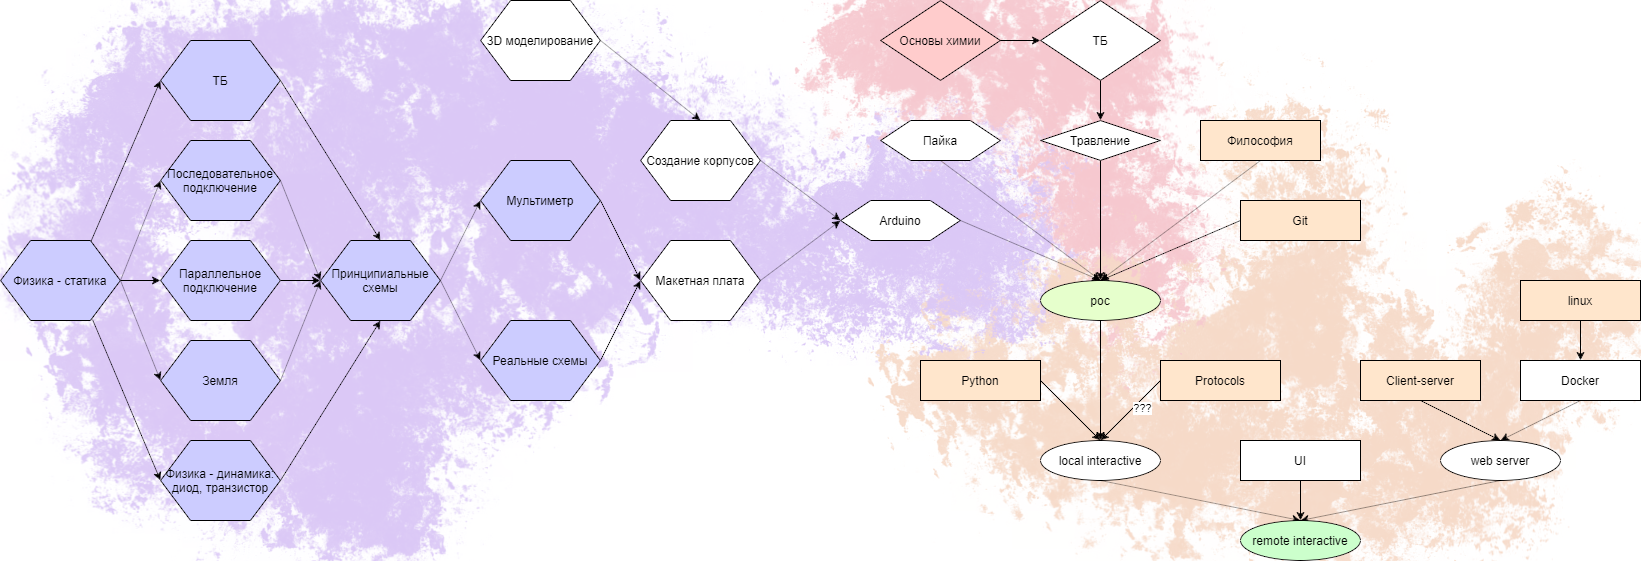 3D моделирование
Основы химии
ТБ
ТБ
Пайка
Травление
Философия
Создание корпусов
Последовательное
подключение
Мультиметр
Arduino
Git
Физика - статика
Параллельное
подключение
Принципиальные
схемы
Макетная плата
poc
linux
Земля
Реальные схемы
Python
Protocols
Client-server
Docker
???
Физика - динамика:
диод, транзистор
local interactive
UI
web server
remote interactive